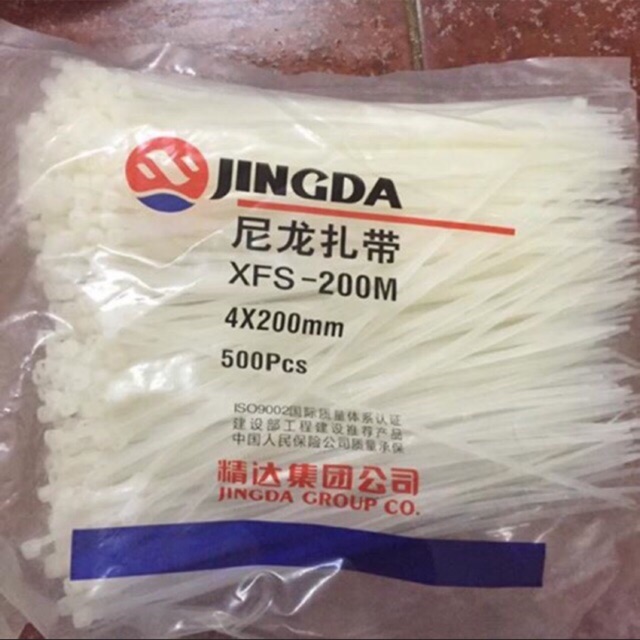 JINGDA
尼龙扎带
XFS-200M
4X200mm
500Pcs
ISO9002国际质量体系认证
建设部工程建设推荐产品
中国人民保险公司质量承保
精达集团公司
JINGDA GROUP CO.